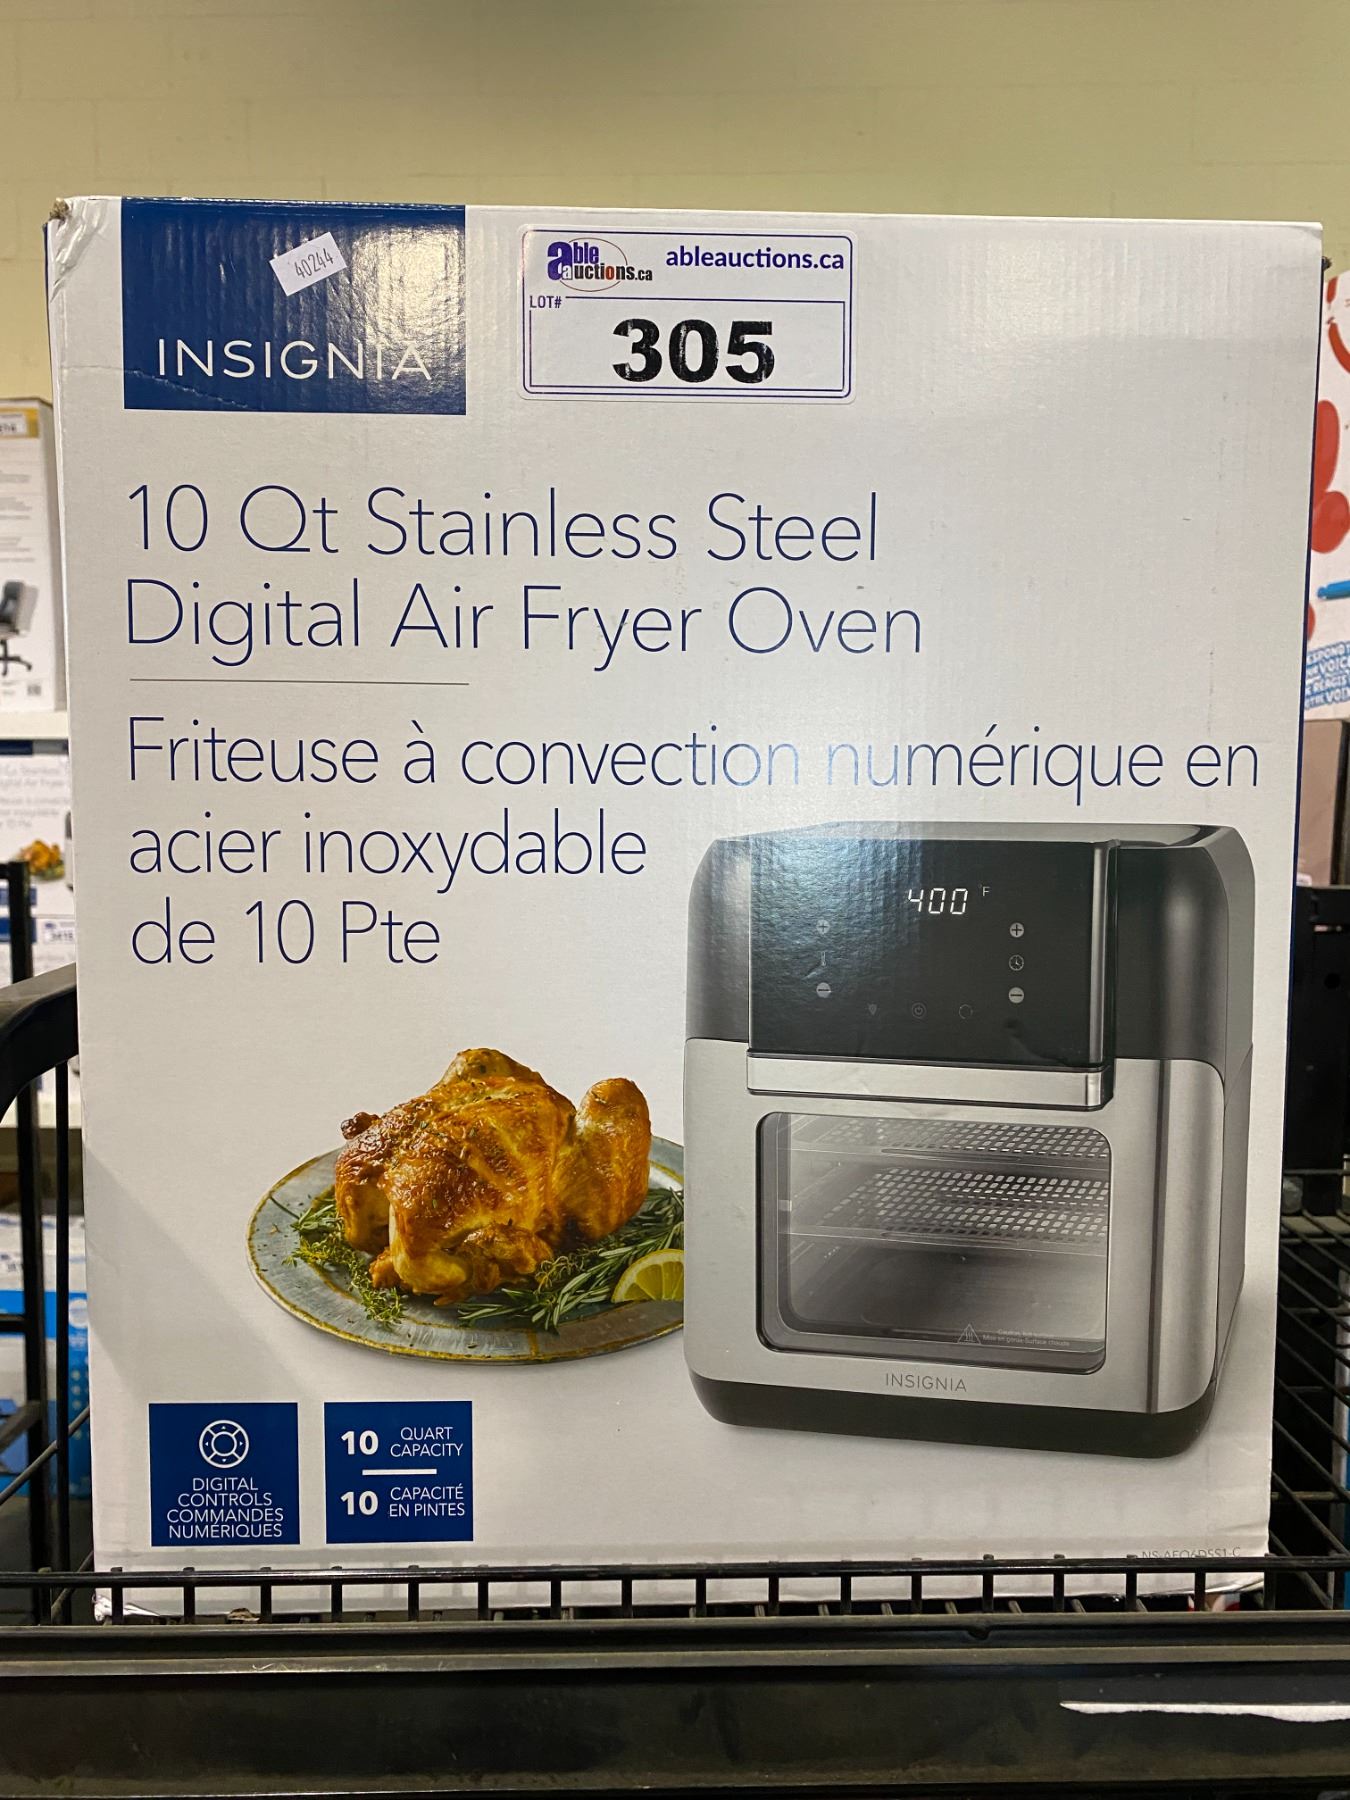 40244
INSIGNIA
able
auctions.ca
ableauctions.ca
LOT#
305
10 Qt Stainless Steel
Digital Air Fryer Oven
Friteuse à convection numérique en
acier inoxydable
de 10 Pte
400 F
INSIGNIA
DIGITAL
CONTROLS
COMMANDES
NUMÉRIQUES
10 QUART
CAPACITY
10 CAPACITÉ
EN PINTES